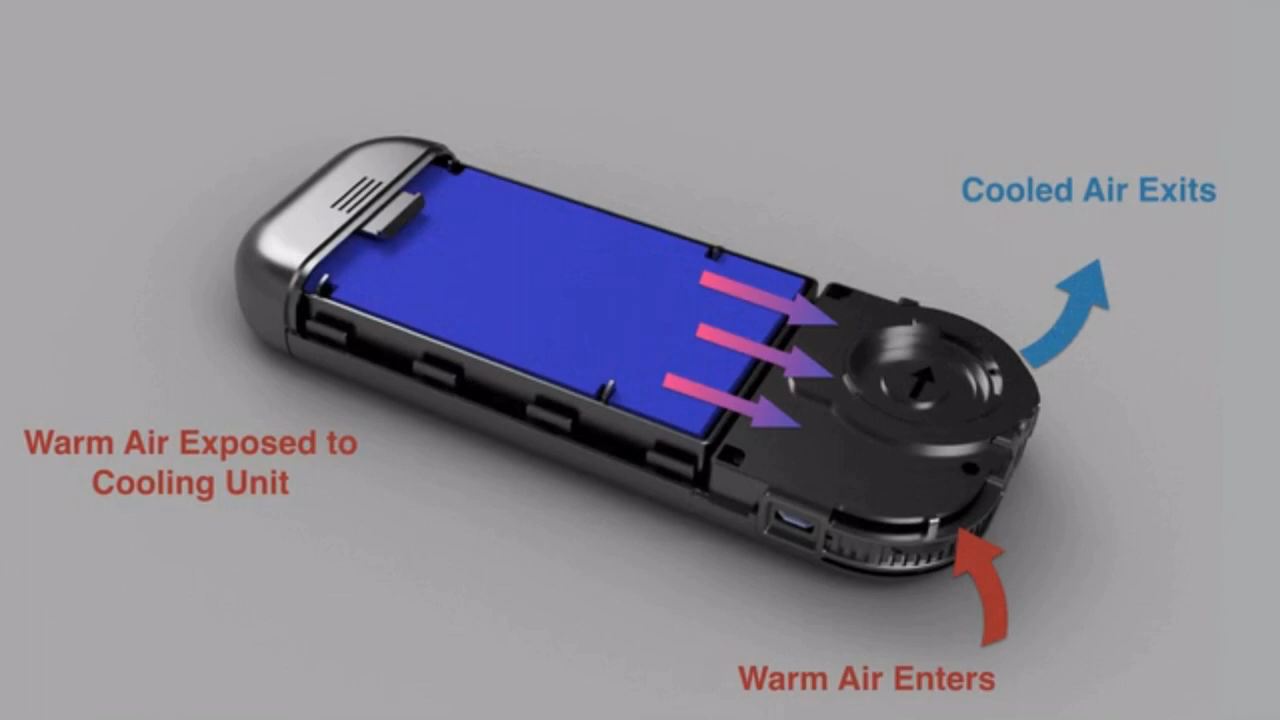 Cooled Air Exits
Warm Air Exposed to
Cooling Unit
Warm Air Enters